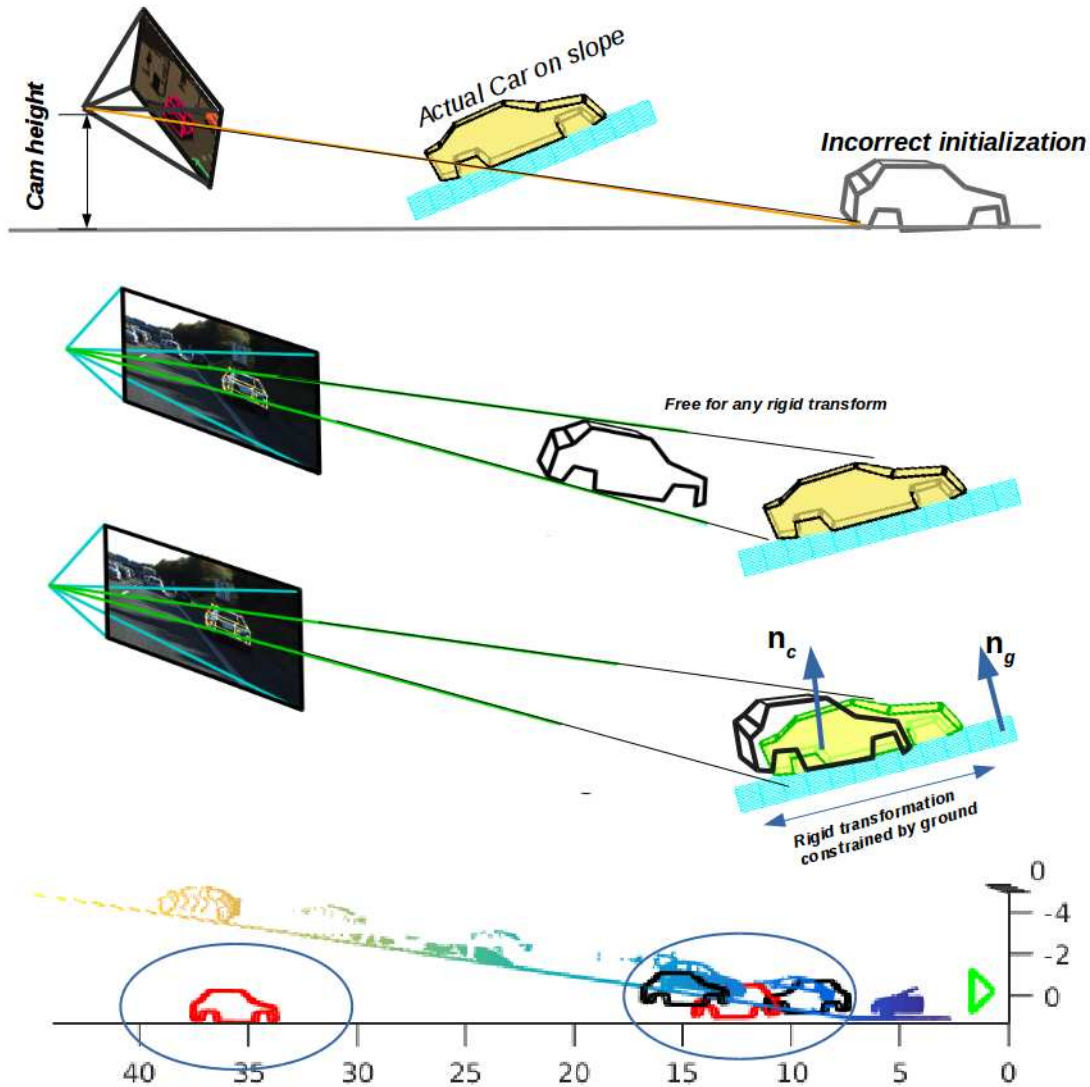 Actual Car on slope
Cam height
Incorrect initialization
Free for any rigid transform
n_c
n_g
Rigid transformation
constrained by ground
0
-4
-2
0
40 35 30 25 20 15 10 5 0